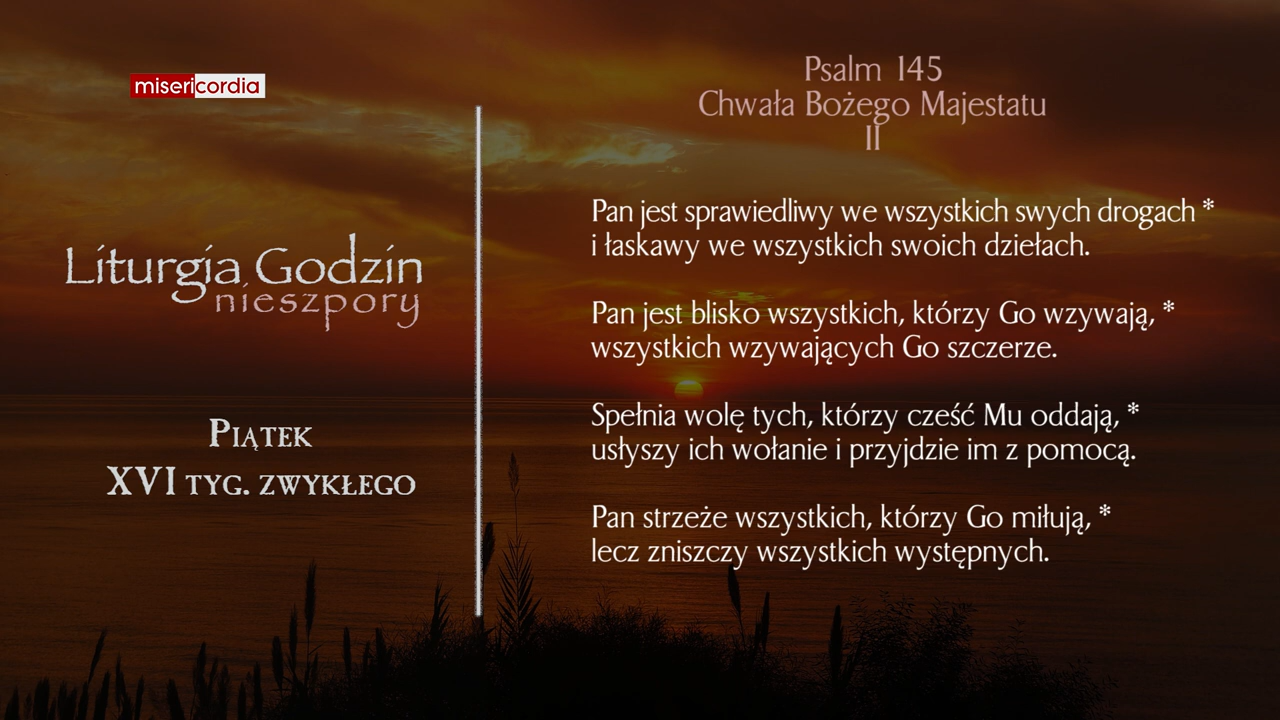 misericordia
Liturgia Godzin
nieszpory
Piątek
XVI tyg. zwykłego
Psalm 145
Chwała Bożego Majestatu
II
Pan jest sprawiedliwy we wszystkich swych drogach *
i łaskawy we wszystkich swoich dziełach.
Pan jest blisko wszystkich, którzy Go wzywają, *
wszystkich wzywających Go szczerze.
Spełnia wolę tych, którzy cześć Mu oddają, *
usłyszy ich wołanie i przyjdzie im z pomocą.
Pan strzeże wszystkich, którzy Go miłują, *
lecz zniszczy wszystkich występnych.